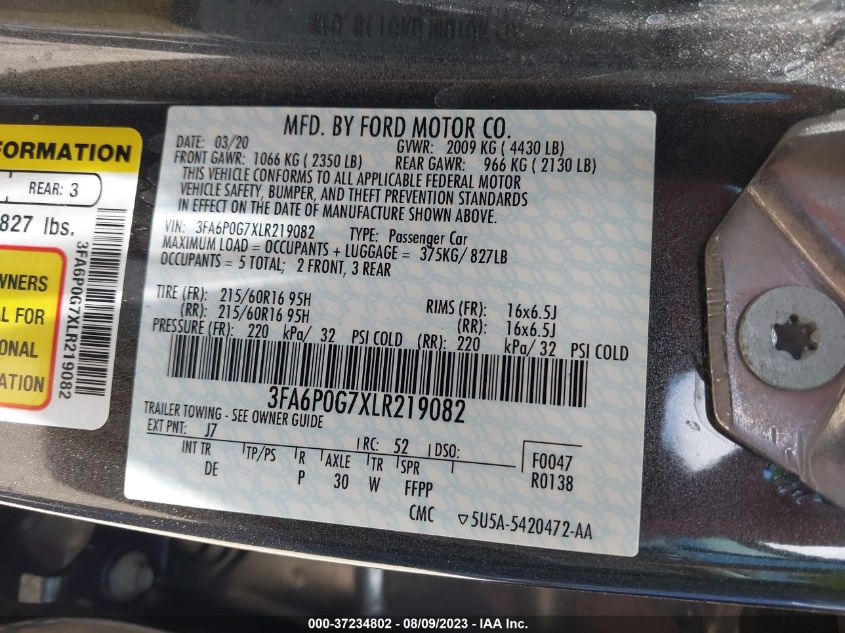 MFD. BY FORD MOTOR CO.
DATE: 03/20 GVWR: 2009 KG ( 4430 LB)
FRONT GAWR: 1066 KG ( 2350 LB) REAR GAWR: 966 KG ( 2130 LB)
THIS VEHICLE CONFORMS TO ALL APPLICABLE FEDERAL MOTOR
VEHICLE SAFETY, BUMPER, AND THEFT PREVENTION STANDARDS
IN EFFECT ON THE DATE OF MANUFACTURE SHOWN ABOVE.
VIN: 3FA6P0G7XLR219082 TYPE: Passenger Car
MAXIMUM LOAD = OCCUPANTS + LUGGAGE = 375KG/ 827LB
OCCUPANTS = 5 TOTAL; 2 FRONT, 3 REAR
TIRE (FR): 215/60R16 95H RIMS (FR): 16x6.5J
(RR): 215/60R16 95H (RR): 16x6.5J
PRESSURE (FR): 220 kPa/ 32 PSI COLD (RR): 220 kPa/ 32 PSI COLD
3FA6P0G7XLR219082
TRAILER TOWING - SEE OWNER GUIDE
EXT PNT: J7 RC: 52 DSO: F0047
INT TR TP/PS R AXLE TR SPR R0138
DE P 30 W FFPP
CMC ▽5U5A-5420472-AA
FORMATION
REAR: 3
827 lbs.
3FA6P0G7XLR219082
WNERS
AL FOR
ONAL
ATION
000-37234802 - 08/09/2023 - US & Intl.